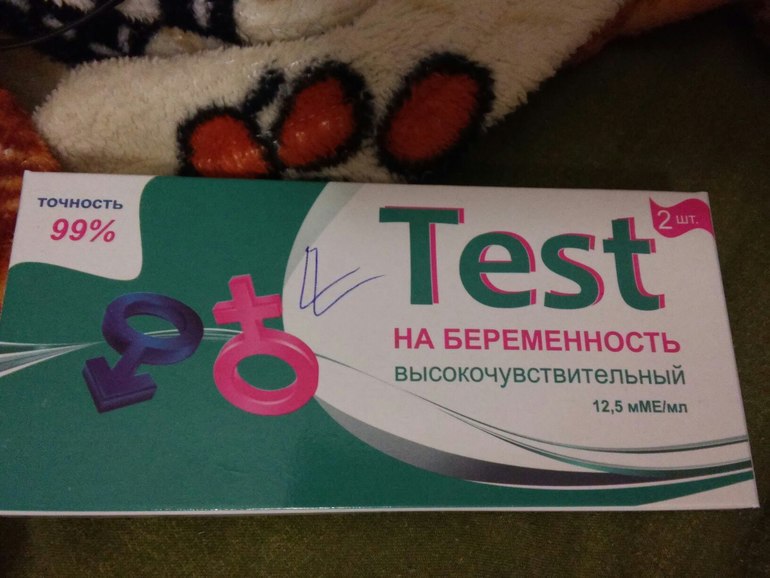 ТОЧНОСТЬ
99%
2 шт.
Test
НА БЕРЕМЕННОСТЬ
высокочувствительный
12,5 мМЕ/мл